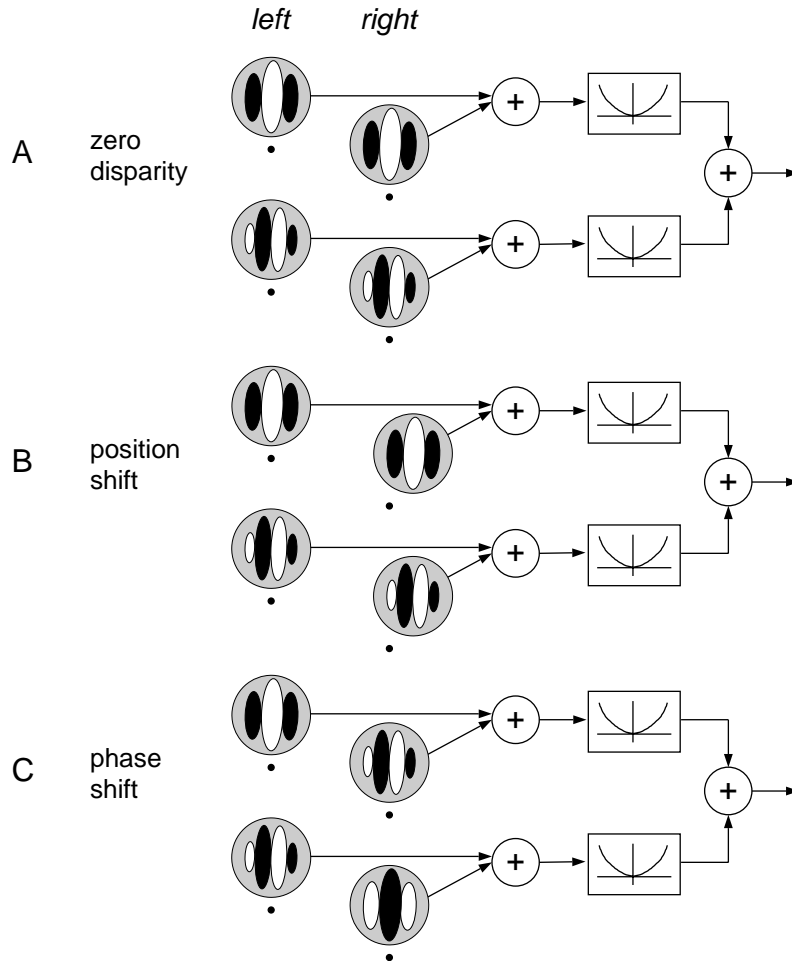 left right
+
A zero
disparity
+
+
+
B position
shift
+
+
+
C phase
shift
+
+